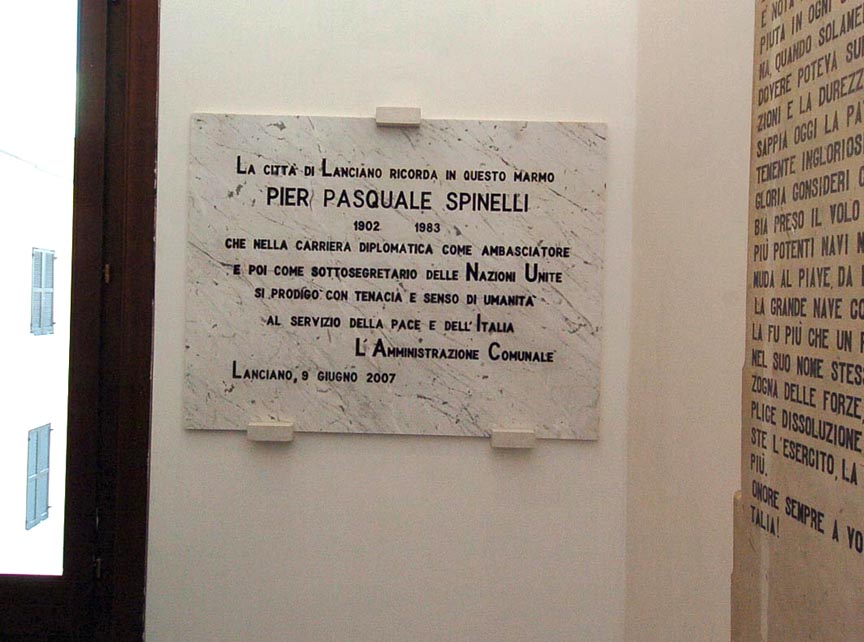 LA CITTÀ DI LANCIANO RICORDA IN QUESTO MARMO
PIER PASQUALE SPINELLI
1902 1983
CHE NELLA CARRIERA DIPLOMATICA COME AMBASCIATORE
E POI COME SOTTOSEGRETARIO DELLE NAZIONI UNITE
SI PRODIGÒ CON TENACIA E SENSO DI UMANITÀ
AL SERVIZIO DELLA PACE E DELL'ITALIA
L'AMMINISTRAZIONE COMUNALE
LANCIANO, 9 GIUGNO 2007
È NOTA
PIUTA IN OGNI
NA, QUANDO SOLAME
DOVERE POTEVA SU
ZIONI E LA DUREZZ
SAPPIA OGGI LA PA
TENENTE INGLORIOS
GLORIA CONSIDERI
BIA PRESO IL VOLO
PIÙ POTENTI NAVI N
MUDA AL PIAVE, DA
LA GRANDE NAVE CO
LA FU PIÙ CHE UN
NEL SUO NOME STES
ZOGNA DELLE FORZE,
PLICE DISSOLUZIONE
STE L'ESERCITO, LA
PIÙ.
ONORE SEMPRE A VO
TALIA!